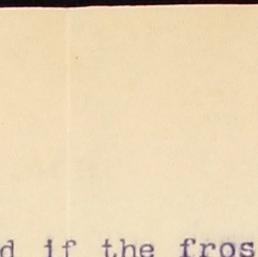 d if the fros